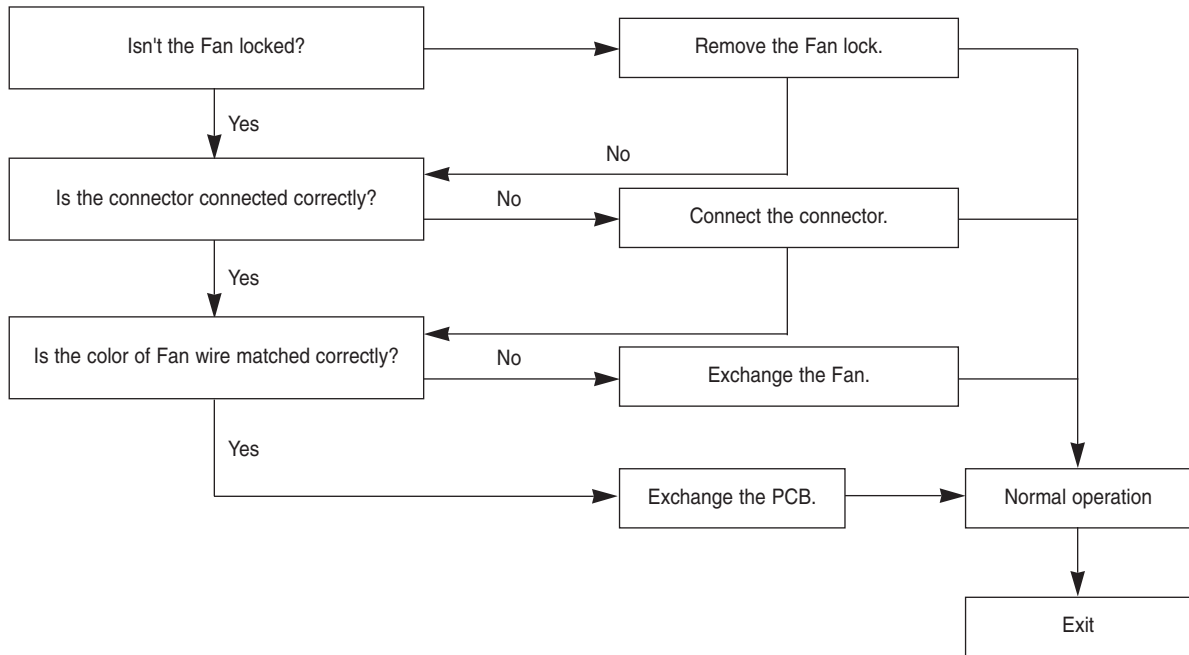 Isn't the Fan locked?
Remove the Fan lock.
Yes
No
Is the connector connected correctly?
No
Connect the connector.
Yes
Is the color of Fan wire matched correctly?
No
Exchange the Fan.
Yes
Exchange the PCB.
Normal operation
Exit